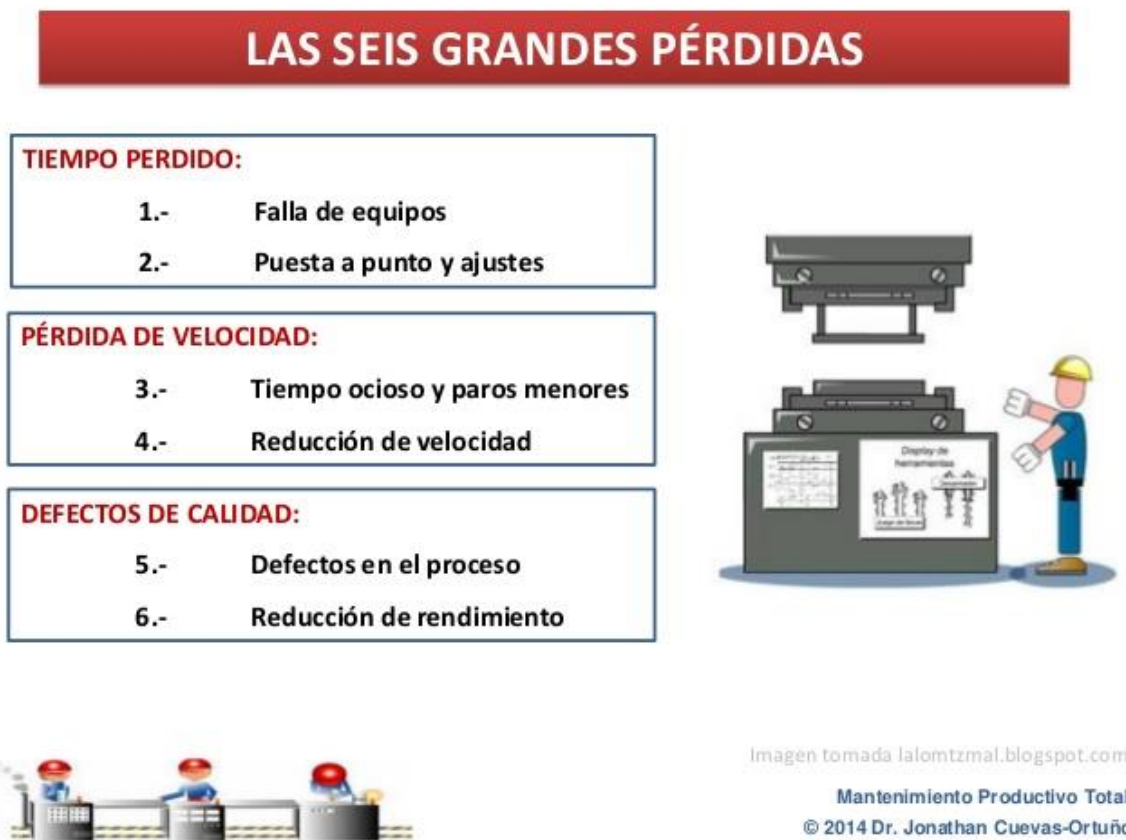 LAS SEIS GRANDES PÉRDIDAS
TIEMPO PERDIDO:
1.- Falla de equipos
2.- Puesta a punto y ajustes
PÉRDIDA DE VELOCIDAD:
3.- Tiempo ocioso y paros menores
4.- Reducción de velocidad
DEFECTOS DE CALIDAD:
5.- Defectos en el proceso
6.- Reducción de rendimiento
Display de
herramientas
Imagen tomada lalomtzmal.blogspot.com
Mantenimiento Productivo Total
© 2014 Dr. Jonathan Cuevas-Ortuño